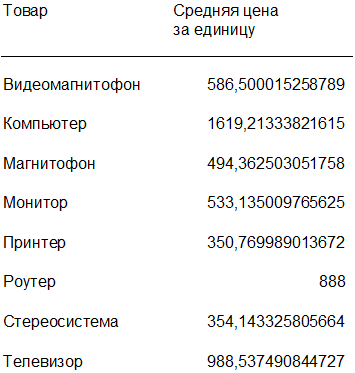 Товар Средняя цена
за единицу
Видеомагнитофон 586,500015258789
Компьютер 1619,21333821615
Магнитофон 494,362503051758
Монитор 533,135009765625
Принтер 350,769989013672
Роутер 888
Стереосистема 354,143325805664
Телевизор 988,537490844727